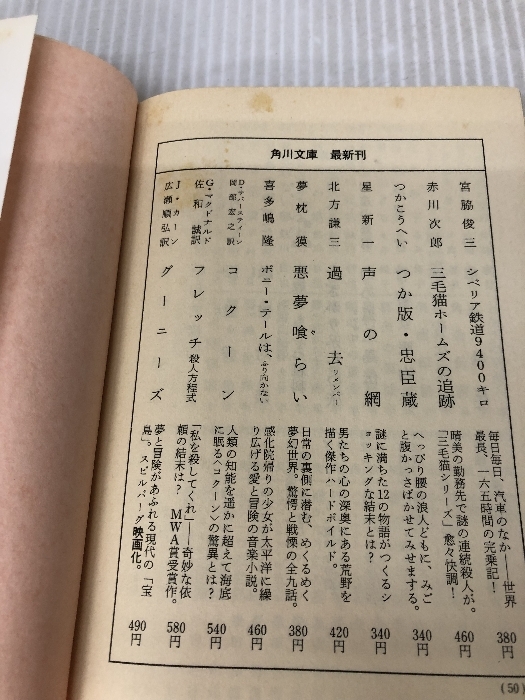 角川文庫 最新刊
宮脇俊三 シベリア鉄道9400キロ
毎日毎日、汽車のなか――世界
最長、一六五時間の完乗記！
380円
赤川次郎 三毛猫ホームズの追跡
晴美の勤務先で謎の連続殺人が。
「三毛猫シリーズ」愈々快調！
460円
つかこうへい つか版・忠臣蔵
へっぴり腰の浪人どもに、みご
と腹かっさばかせてみせまする。
340円
星新一 声の網
謎に満ちた12の物語がつくるシ
ョッキングな結末とは？
340円
北方謙三 過去 リメンバー
男たちの心の深奥にある荒野を
描く傑作ハードボイルド。
420円
夢枕獏 悪夢喰らい
日常の裏側に潜む、めくるめく
夢幻世界。驚愕と戦慄の全九話。
380円
喜多嶋隆 ポニー・テールは、ふり向かない
感化院帰りの少女が太平洋に繰
り広げる愛と冒険の音楽小説。
460円
D・サパースティーン
岡部宏之訳 コクーン
人類の知能を遥かに超えて海底
に眠るヘコクーンの驚異とは？
540円
G・マクドナルド
佐和誠訳 フレッチ 殺人方程式
「私を殺してくれ」――奇妙な依
頼の結末は？ MWA賞受賞作。
580円
J・カーン
広瀬順弘訳 グーニーズ
夢と冒険があふれる現代の「宝
島」。スピルバーグ映画化。
490円
(50)